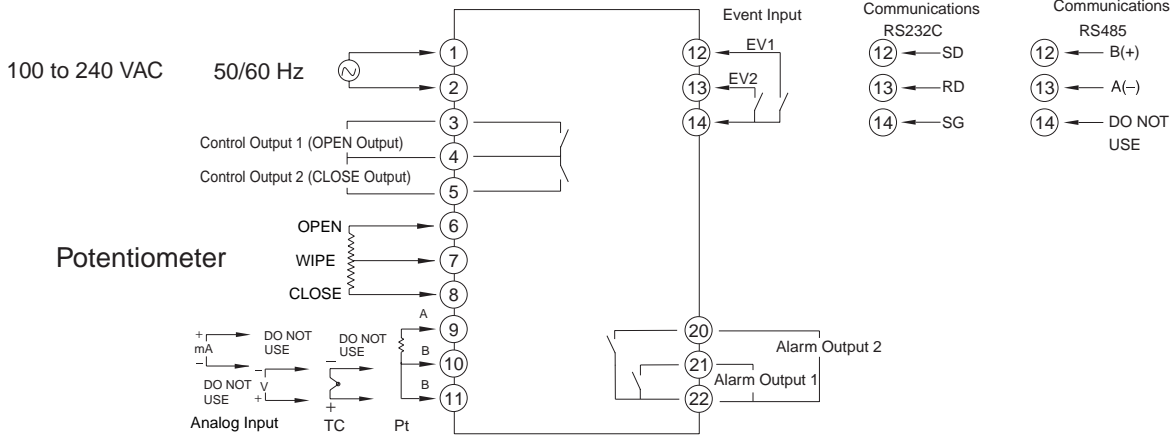 100 to 240 VAC
50/60 Hz
1
2
Control Output 1 (OPEN Output)
Control Output 2 (CLOSE Output)
3
4
5
Potentiometer
OPEN
WIPE
CLOSE
6
7
8
+
mA
−
DO NOT
USE
DO NOT
USE
−
V
+
Analog Input
DO NOT
USE
−
+
TC
A
B
B
Pt
9
10
11
Event Input
12
13
14
EV1
EV2
Communications
RS232C
12 SD
13 RD
14 SG
Communications
RS485
12 B(+)
13 A(−)
14 DO NOT
USE
20
21
22
Alarm Output 2
Alarm Output 1